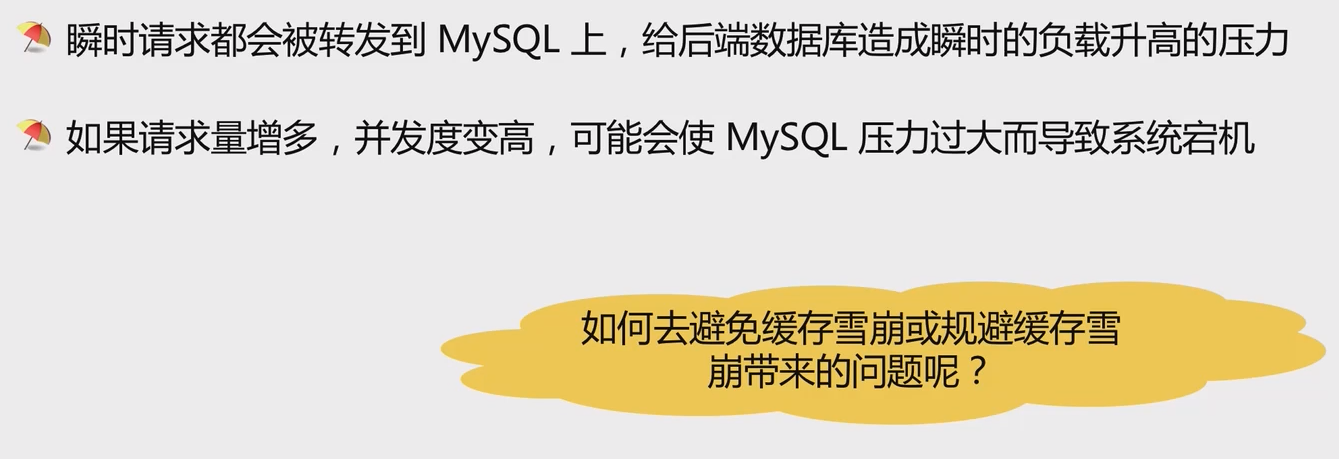 瞬时请求都会被转发到 MySQL 上，给后端数据库造成瞬时的负载升高的压力
如果请求量增多，并发度变高，可能会使 MySQL 压力过大而导致系统宕机
如何去避免缓存雪崩或规避缓存雪
崩带来的问题呢？